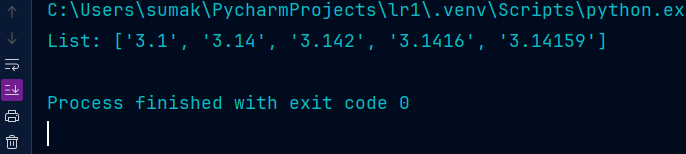 C:\Users\sumak\PycharmProjects\lr1\.venv\Scripts\python.ex
List: ['3.1', '3.14', '3.142', '3.1416', '3.14159']
Process finished with exit code 0